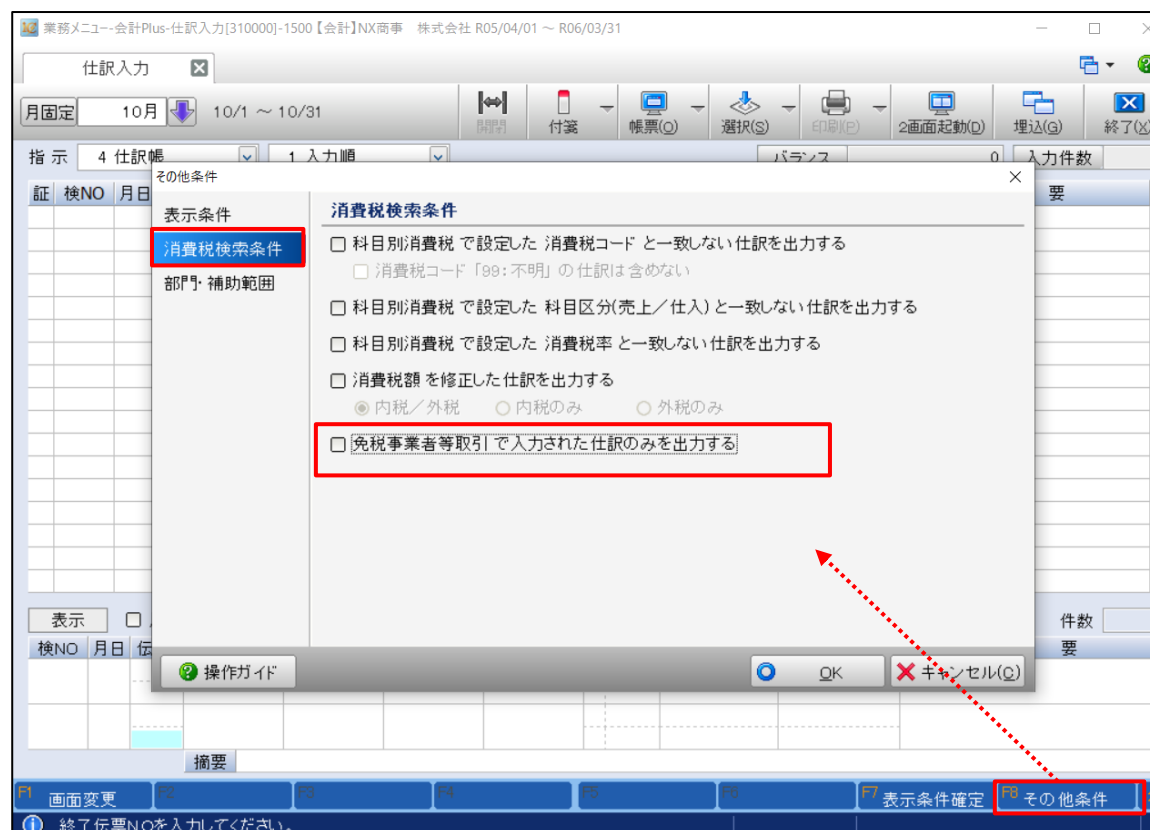 業務メニュー-会計Plus-仕訳入力[310000]-1500 【会計】NX商事 株式会社 R05/04/01 ～ R06/03/31
仕訳入力
月固定 10月 10/1 ～ 10/31
開閉 付箋 帳票(O) 選択(S) 印刷(P) 2画面起動(D) 埋込(G) 終了(X)
指 示 4 仕訳帳 1 入力順 バランス 0 入力件数
証 検NO 月日 要
その他条件
表示条件
消費税検索条件
部門・補助範囲
消費税検索条件
科目別消費税 で設定した 消費税コード と一致しない仕訳を出力する
消費税コード「99:不明」の仕訳は含めない
科目別消費税 で設定した 科目区分(売上／仕入) と一致しない仕訳を出力する
科目別消費税 で設定した 消費税率 と一致しない仕訳を出力する
消費税額 を修正した仕訳を出力する
内税／外税 内税のみ 外税のみ
免税事業者等取引 で入力された仕訳のみを出力する
操作ガイド OK キャンセル(C)
表示 件数
検NO 月日 伝 要
摘要
F1 画面変更 F2 F3 F4 F5 F6 F7 表示条件確定 F8 その他条件
終了伝票NOを入力してください。